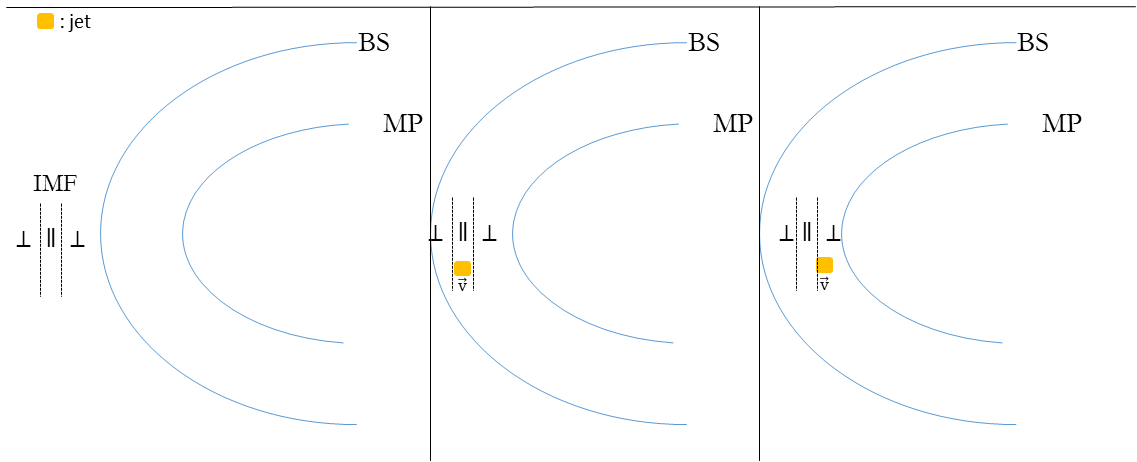 : jet
BS
MP
IMF
⊥ ∥ ⊥
BS
MP
⊥ ∥ ⊥
v⃗
BS
MP
⊥ ∥ ⊥
v⃗